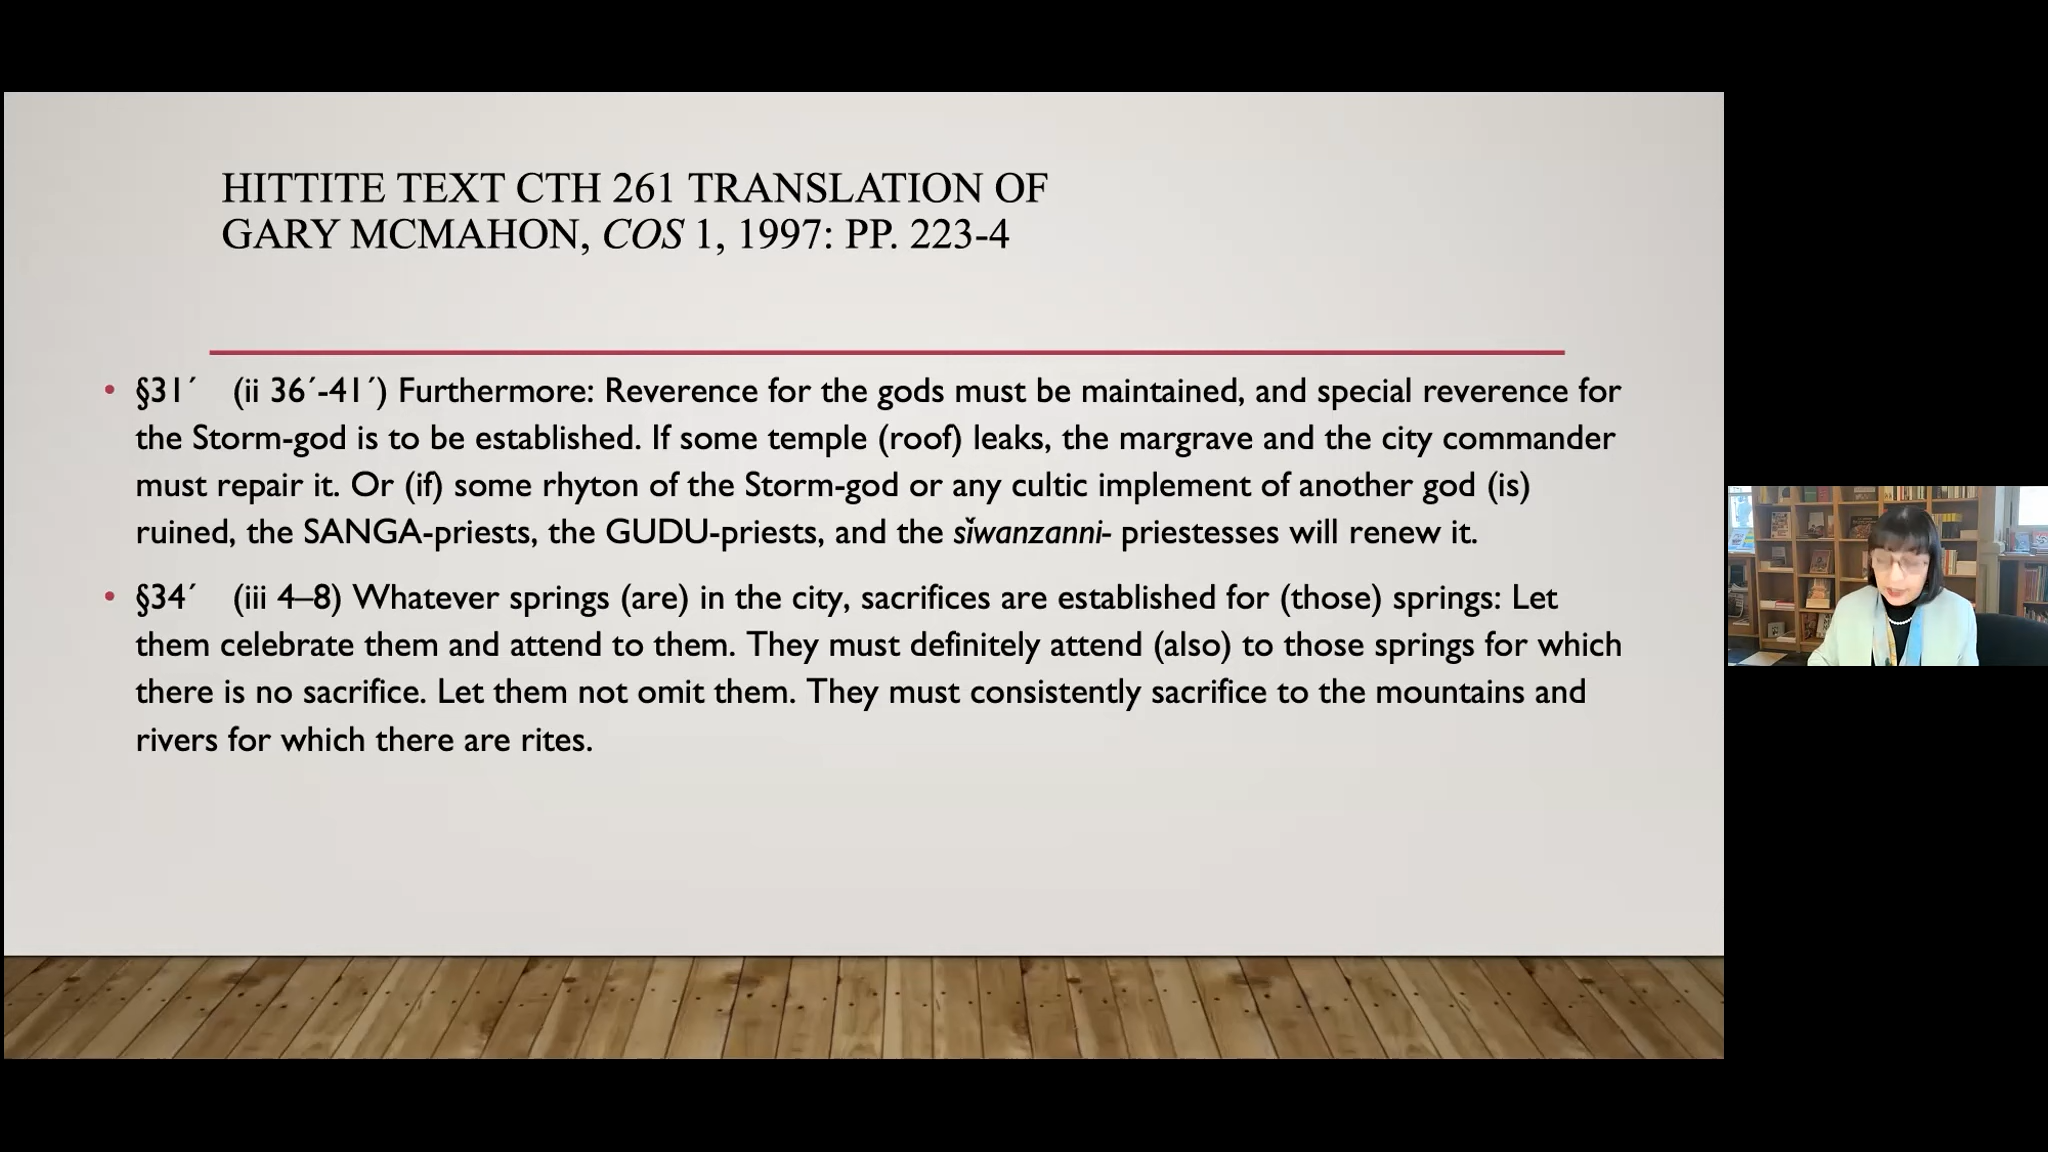 HITTITE TEXT CTH 261 TRANSLATION OF
GARY MCMAHON, COS 1, 1997: PP. 223-4
• §31´ (ii 36´-41´) Furthermore: Reverence for the gods must be maintained, and special reverence for
the Storm-god is to be established. If some temple (roof) leaks, the margrave and the city commander
must repair it. Or (if) some rhyton of the Storm-god or any cultic implement of another god (is)
ruined, the SANGA-priests, the GUDU-priests, and the sǐwanzanni- priestesses will renew it.
• §34´ (iii 4–8) Whatever springs (are) in the city, sacrifices are established for (those) springs: Let
them celebrate them and attend to them. They must definitely attend (also) to those springs for which
there is no sacrifice. Let them not omit them. They must consistently sacrifice to the mountains and
rivers for which there are rites.